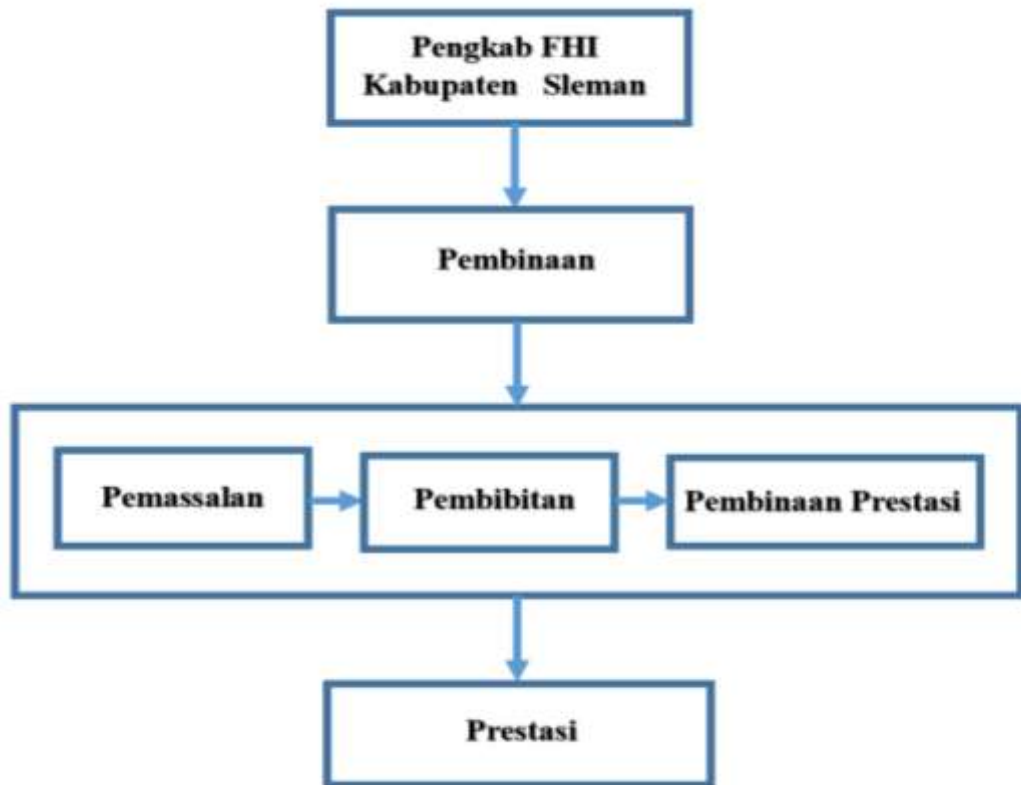 Pengkab FHI
Kabupaten Sleman
Pembinaan
Pemassalan
Pembibitan
Pembinaan Prestasi
Prestasi